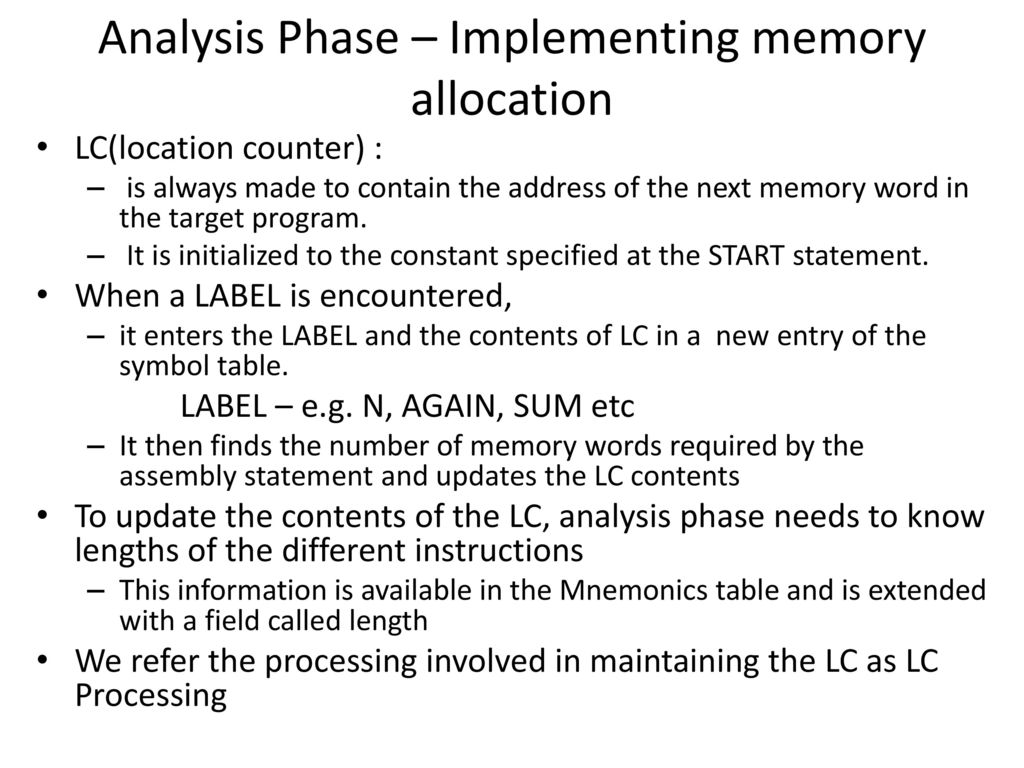 Analysis Phase – Implementing memory
allocation
• LC(location counter) :
– is always made to contain the address of the next memory word in
the target program.
– It is initialized to the constant specified at the START statement.
• When a LABEL is encountered,
– it enters the LABEL and the contents of LC in a new entry of the
symbol table.
LABEL – e.g. N, AGAIN, SUM etc
– It then finds the number of memory words required by the
assembly statement and updates the LC contents
• To update the contents of the LC, analysis phase needs to know
lengths of the different instructions
– This information is available in the Mnemonics table and is extended
with a field called length
• We refer the processing involved in maintaining the LC as LC
Processing